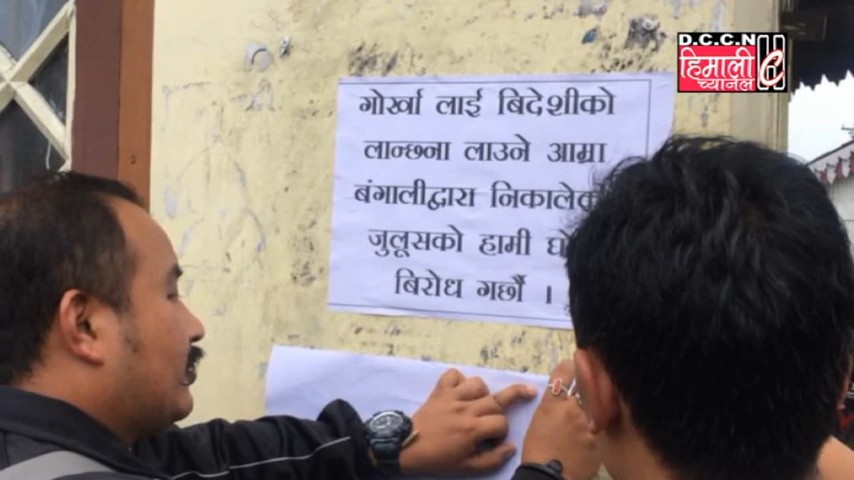 D.C.C.N
हिमाली
च्यानल
गोर्खा लाई बिदेशीको
लान्छना लाउने आम्रा
बंगालीद्वारा
जुलूसको हामी
बिरोध गर्छौं ।